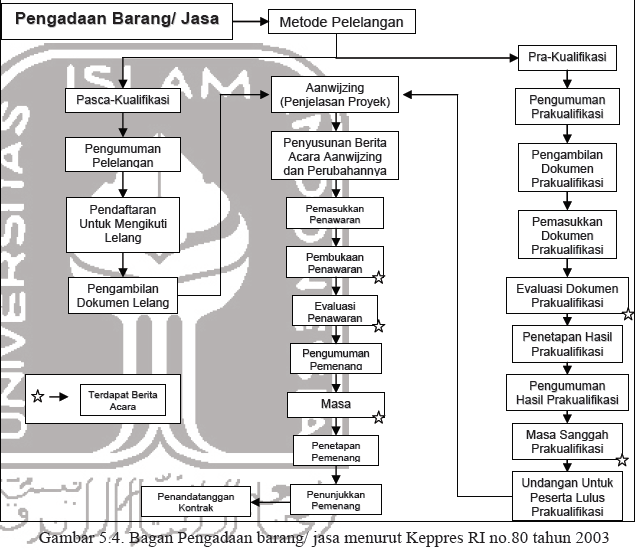 Pengadaan Barang/ Jasa
Metode Pelelangan
Pasca-Kualifikasi
Pengumuman
Pelelangan
Pendaftaran
Untuk Mengikuti
Lelang
Pengambilan
Dokumen Lelang
Terdapat Berita
Acara
Aanwijzing
(Penjelasan Proyek)
Penyusunan Berita
Acara Aanwijzing
dan Perubahannya
Pemasukkan
Penawaran
Pembukaan
Penawaran
Evaluasi
Penawaran
Pengumuman
Pemenang
Masa
Penetapan
Pemenang
Penunjukkan
Pemenang
Penandatanggan
Kontrak
Pra-Kualifikasi
Pengumuman
Prakualifikasi
Pengambilan
Dokumen
Prakualifikasi
Pemasukkan
Dokumen
Prakualifikasi
Evaluasi Dokumen
Prakualifikasi
Penetapan Hasil
Prakualifikasi
Pengumuman
Hasil Prakualifikasi
Masa Sanggah
Prakualifikasi
Undangan Untuk
Peserta Lulus
Prakualifikasi
ISLAM
UNIVERSITAS
Gambar 5.4. Bagan Pengadaan barang/ jasa menurut Keppres RI no.80 tahun 2003